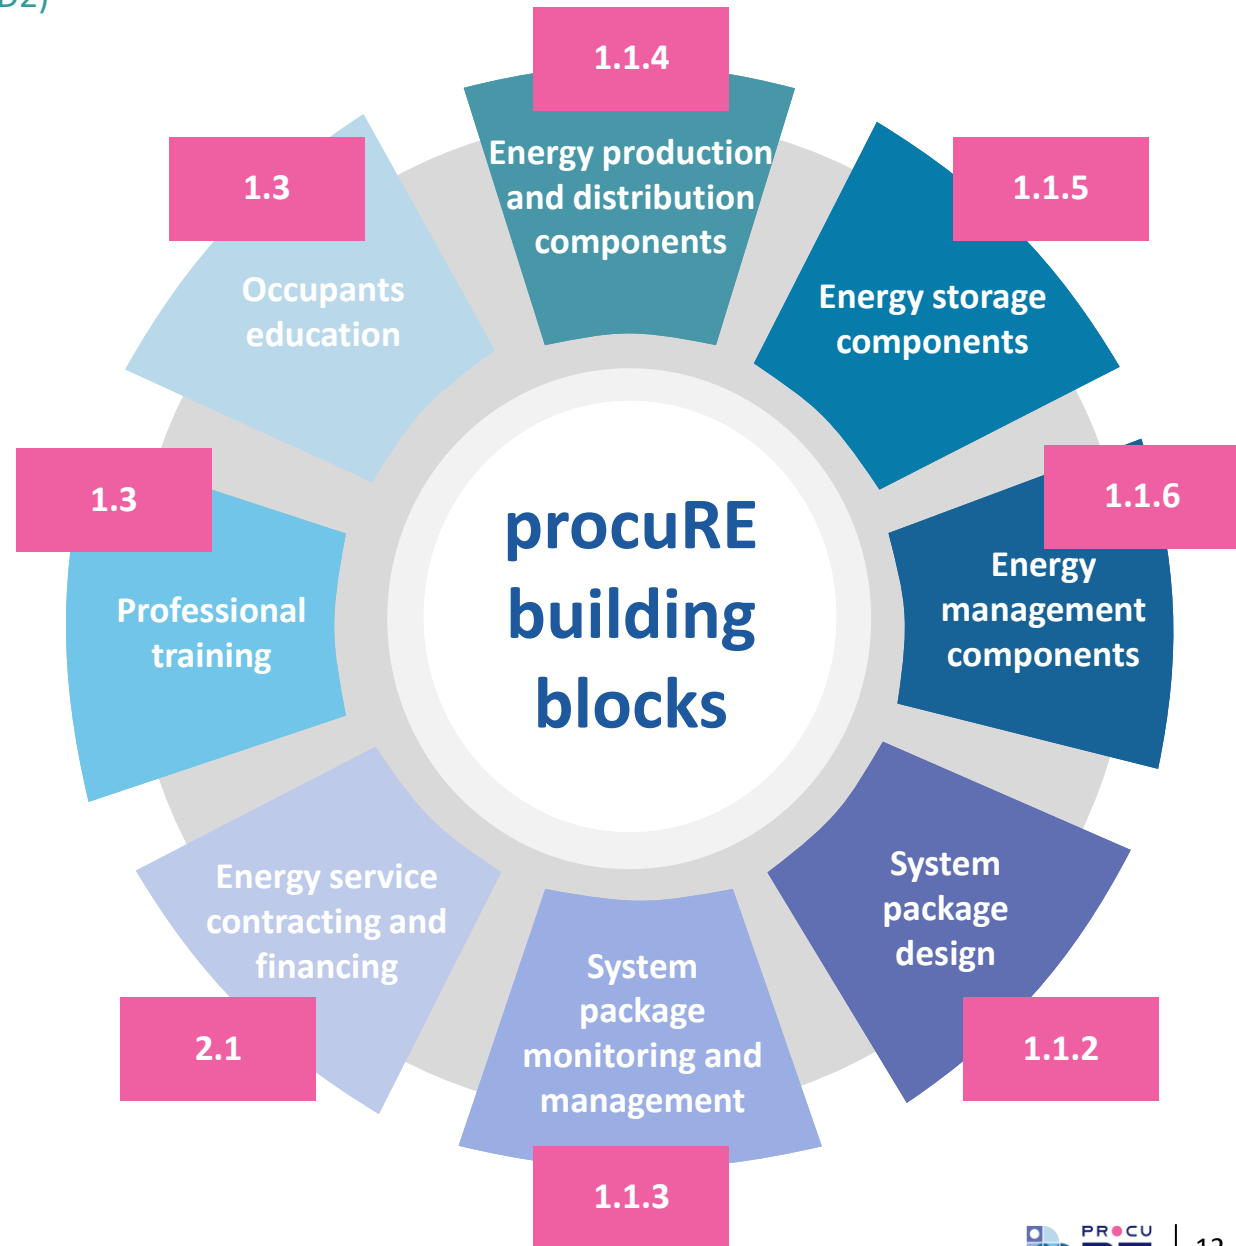 D2)
1.1.4
Energy production
and distribution
components
1.1.5
Energy storage
components
1.1.6
Energy
management
components
System
package
design
1.1.2
System
package
monitoring and
management
1.1.3
Energy service
contracting and
financing
2.1
1.3
Professional
training
1.3
Occupants
education
procuRE
building
blocks
PROCU